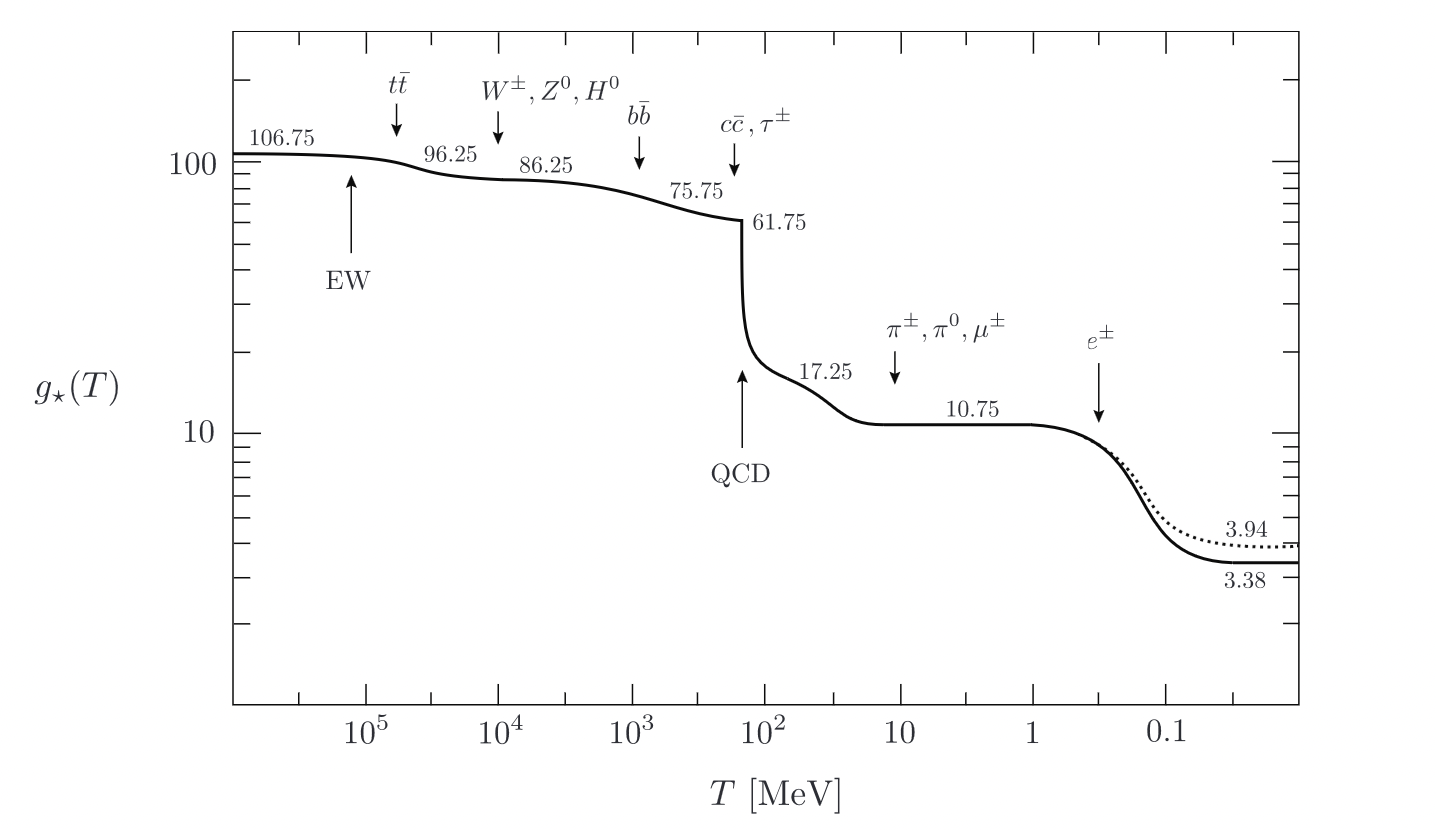 tt̄
W±, Z⁰, H⁰
bb̄
cc̄, τ±
106.75
96.25
86.25
75.75
61.75
100
EW
π±, π⁰, μ±
e±
17.25
g⋆(T)
10.75
10
QCD
3.94
3.38
10⁵ 10⁴ 10³ 10² 10 1 0.1
T [MeV]